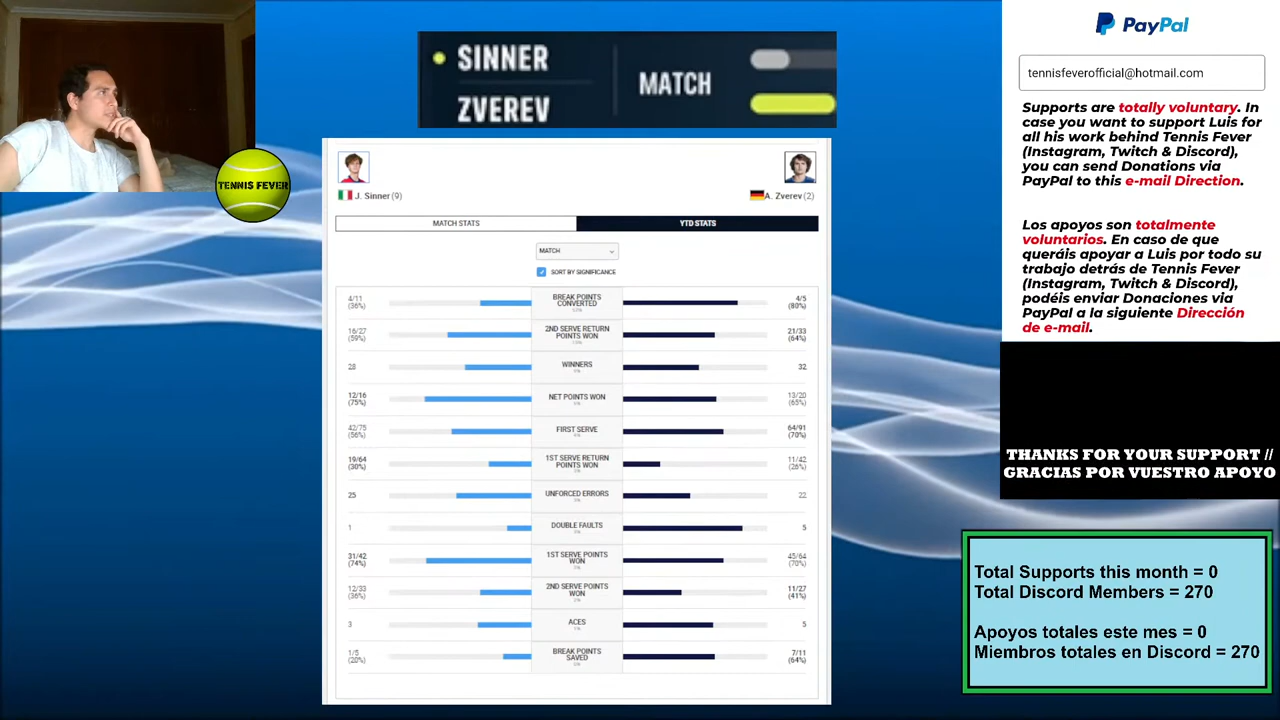 TENNIS FEVER
SINNER
ZVEREV
MATCH
J. Sinner (9)
A. Zverev (2)
MATCH STATS
YTD STATS
MATCH
SORT BY SIGNIFICANCE
4/11
(36%)
BREAK POINTS
CONVERTED
4/5
(80%)
16/27
(59%)
2ND SERVE RETURN
POINTS WON
21/33
(64%)
28
WINNERS
32
12/16
(75%)
NET POINTS WON
13/20
(65%)
42/75
(56%)
FIRST SERVE
64/91
(70%)
19/64
(30%)
1ST SERVE RETURN
POINTS WON
11/42
(26%)
25
UNFORCED ERRORS
22
1
DOUBLE FAULTS
5
31/42
(74%)
1ST SERVE POINTS
WON
45/64
(70%)
12/33
(36%)
2ND SERVE POINTS
WON
11/27
(41%)
3
ACES
5
1/5
(20%)
BREAK POINTS
SAVED
7/11
(64%)
PayPal
tennisfeverofficial@hotmail.com
Supports are totally voluntary. In
case you want to support Luis for
all his work behind Tennis Fever
(Instagram, Twitch & Discord),
you can send Donations via
PayPal to this e-mail Direction.
Los apoyos son totalmente
voluntarios. En caso de que
queráis apoyar a Luis por todo su
trabajo detrás de Tennis Fever
(Instagram, Twitch & Discord),
podéis enviar Donaciones via
PayPal a la siguiente Dirección
de e-mail.
THANKS FOR YOUR SUPPORT //
GRACIAS POR VUESTRO APOYO
Total Supports this month = 0
Total Discord Members = 270
Apoyos totales este mes = 0
Miembros totales en Discord = 270